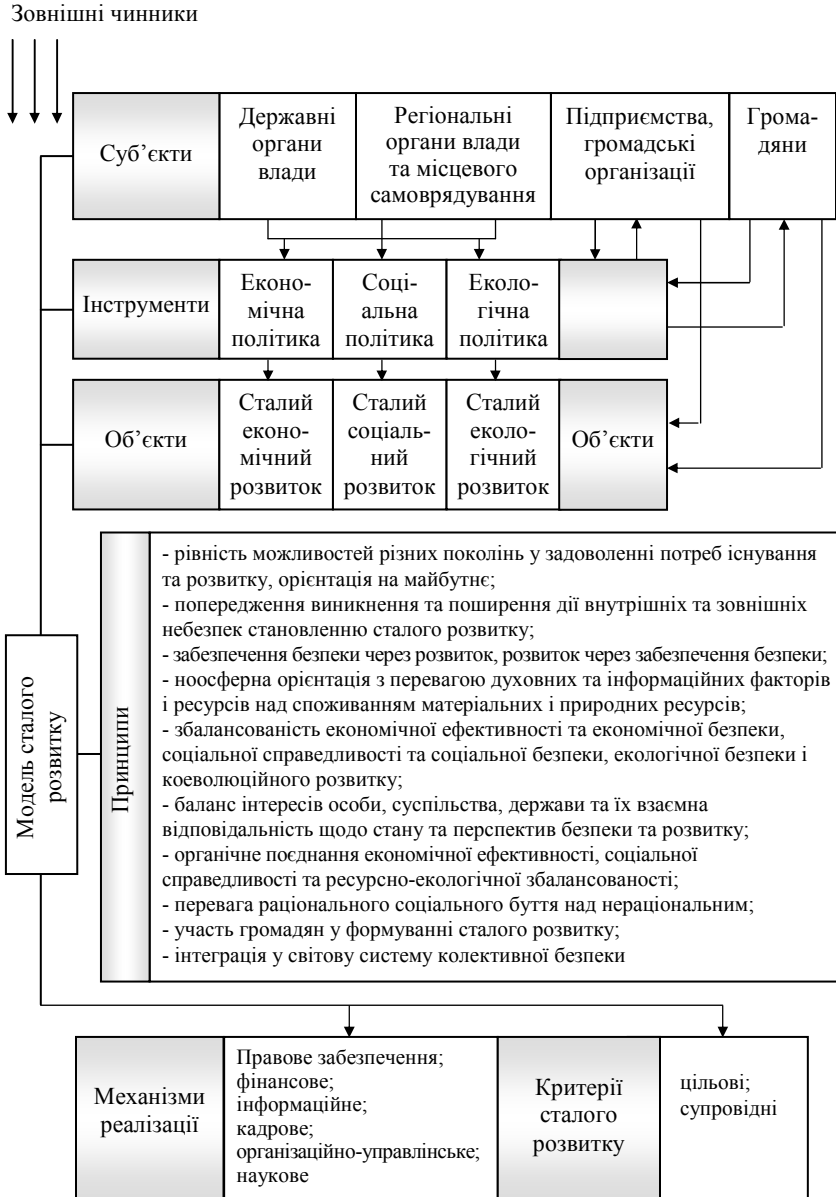 Зовнішні чинники
Суб’єкти
Державні
органи
влади
Регіональні
органи влади
та місцевого
самоврядування
Підприємства,
громадські
організації
Грома-
дяни
Інструменти
Еконо-
мічна
політика
Соці-
альна
політика
Еколо-
гічна
політика
Об’єкти
Сталий
еконо-
мічний
розвиток
Сталий
соціаль-
ний
розвиток
Сталий
еколо-
гічний
розвиток
Об’єкти
Модель сталого
розвитку
Принципи
- рівність можливостей різних поколінь у задоволенні потреб існування
та розвитку, орієнтація на майбутнє;
- попередження виникнення та поширення дії внутрішніх та зовнішніх
небезпек становленню сталого розвитку;
- забезпечення безпеки через розвиток, розвиток через забезпечення безпеки;
- ноосферна орієнтація з перевагою духовних та інформаційних факторів
і ресурсів над споживанням матеріальних і природних ресурсів;
- збалансованість економічної ефективності та економічної безпеки,
соціальної справедливості та соціальної безпеки, екологічної безпеки і
коеволюційного розвитку;
- баланс інтересів особи, суспільства, держави та їх взаємна
відповідальність щодо стану та перспектив безпеки та розвитку;
- органічне поєднання економічної ефективності, соціальної
справедливості та ресурсно-екологічної збалансованості;
- перевага раціонального соціального буття над нераціональним;
- участь громадян у формуванні сталого розвитку;
- інтеграція у світову систему колективної безпеки
Механізми
реалізації
Правове забезпечення;
фінансове;
інформаційне;
кадрове;
організаційно-управлінське;
наукове
Критерії
сталого
розвитку
цільові;
супровідні